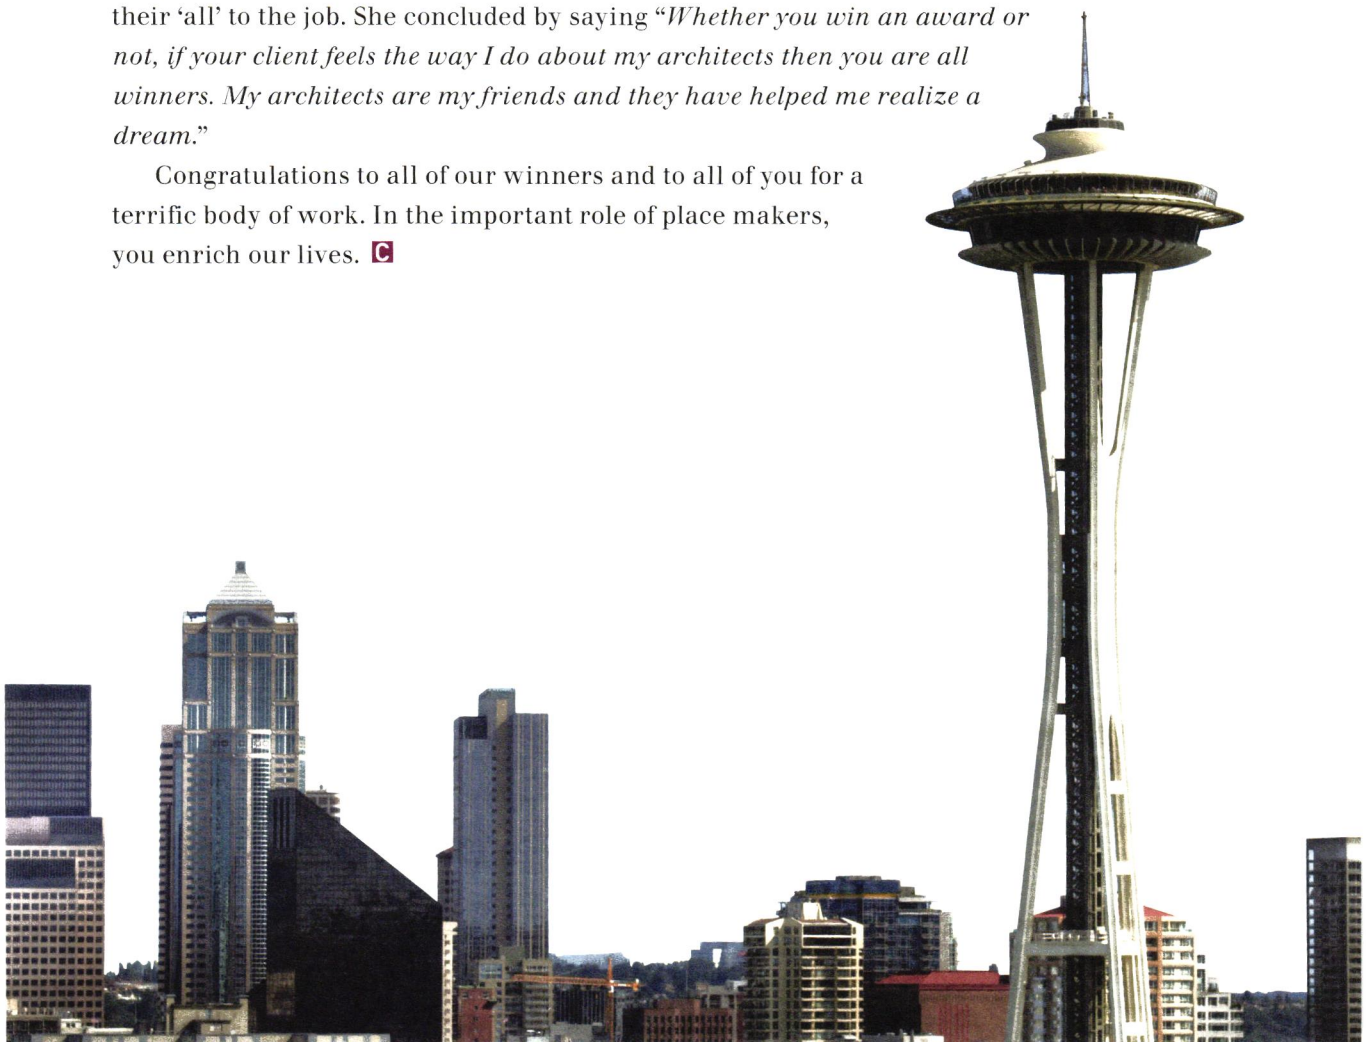 their ‘all’ to the job. She concluded by saying “Whether you win an award or
not, if your client feels the way I do about my architects then you are all
winners. My architects are my friends and they have helped me realize a
dream.”
Congratulations to all of our winners and to all of you for a
terrific body of work. In the important role of place makers,
you enrich our lives. C